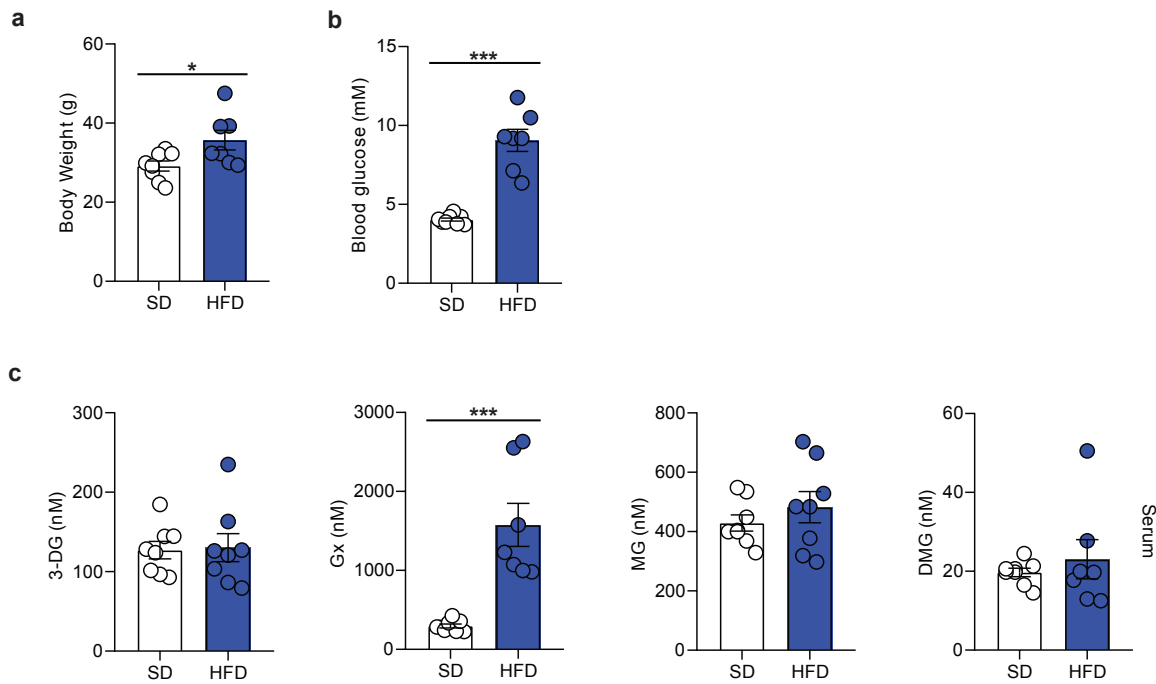 a
Body Weight (g)
60
40
20
0
*
SD HFD
b
Blood glucose (mM)
15
10
5
0
***
SD HFD
c
3-DG (nM)
300
200
100
0
SD HFD
Gx (nM)
3000
2000
1000
0
***
SD HFD
MG (nM)
800
600
400
200
0
SD HFD
DMG (nM)
60
40
20
0
SD HFD
Serum